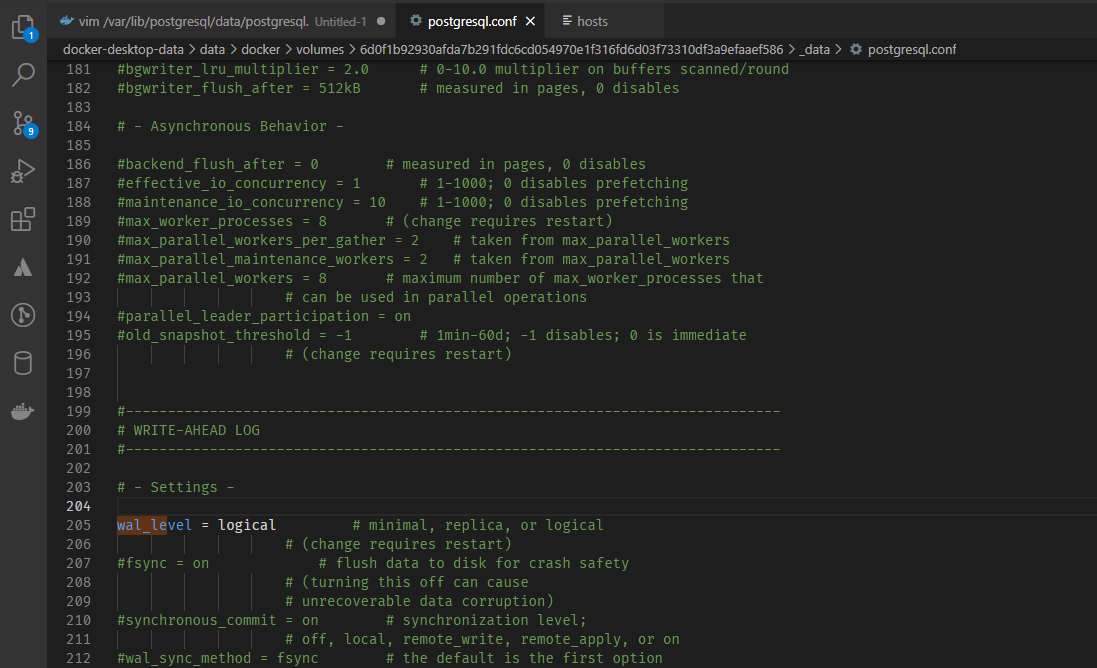 vim /var/lib/postgresql/data/postgresql. Untitled-1 postgresql.conf hosts
1
docker-desktop-data > data > docker > volumes > 6d0f1b92930afda7b291fdc6cd054970e1f316fd6d03f73310df3a9efaaef586 > _data > postgresql.conf
181 #bgwriter_lru_multiplier = 2.0 # 0-10.0 multiplier on buffers scanned/round
182 #bgwriter_flush_after = 512kB # measured in pages, 0 disables
183
9
184 # - Asynchronous Behavior -
185
186 #backend_flush_after = 0 # measured in pages, 0 disables
187 #effective_io_concurrency = 1 # 1-1000; 0 disables prefetching
188 #maintenance_io_concurrency = 10 # 1-1000; 0 disables prefetching
189 #max_worker_processes = 8 # (change requires restart)
190 #max_parallel_workers_per_gather = 2 # taken from max_parallel_workers
191 #max_parallel_maintenance_workers = 2 # taken from max_parallel_workers
192 #max_parallel_workers = 8 # maximum number of max_worker_processes that
193 # can be used in parallel operations
194 #parallel_leader_participation = on
195 #old_snapshot_threshold = -1 # 1min-60d; -1 disables; 0 is immediate
196 # (change requires restart)
197
198
199 #------------------------------------------------------------------------------
200 # WRITE-AHEAD LOG
201 #------------------------------------------------------------------------------
202
203 # - Settings -
204
205 wal_level = logical # minimal, replica, or logical
206 # (change requires restart)
207 #fsync = on # flush data to disk for crash safety
208 # (turning this off can cause
209 # unrecoverable data corruption)
210 #synchronous_commit = on # synchronization level;
211 # off, local, remote_write, remote_apply, or on
212 #wal_sync_method = fsync # the default is the first option